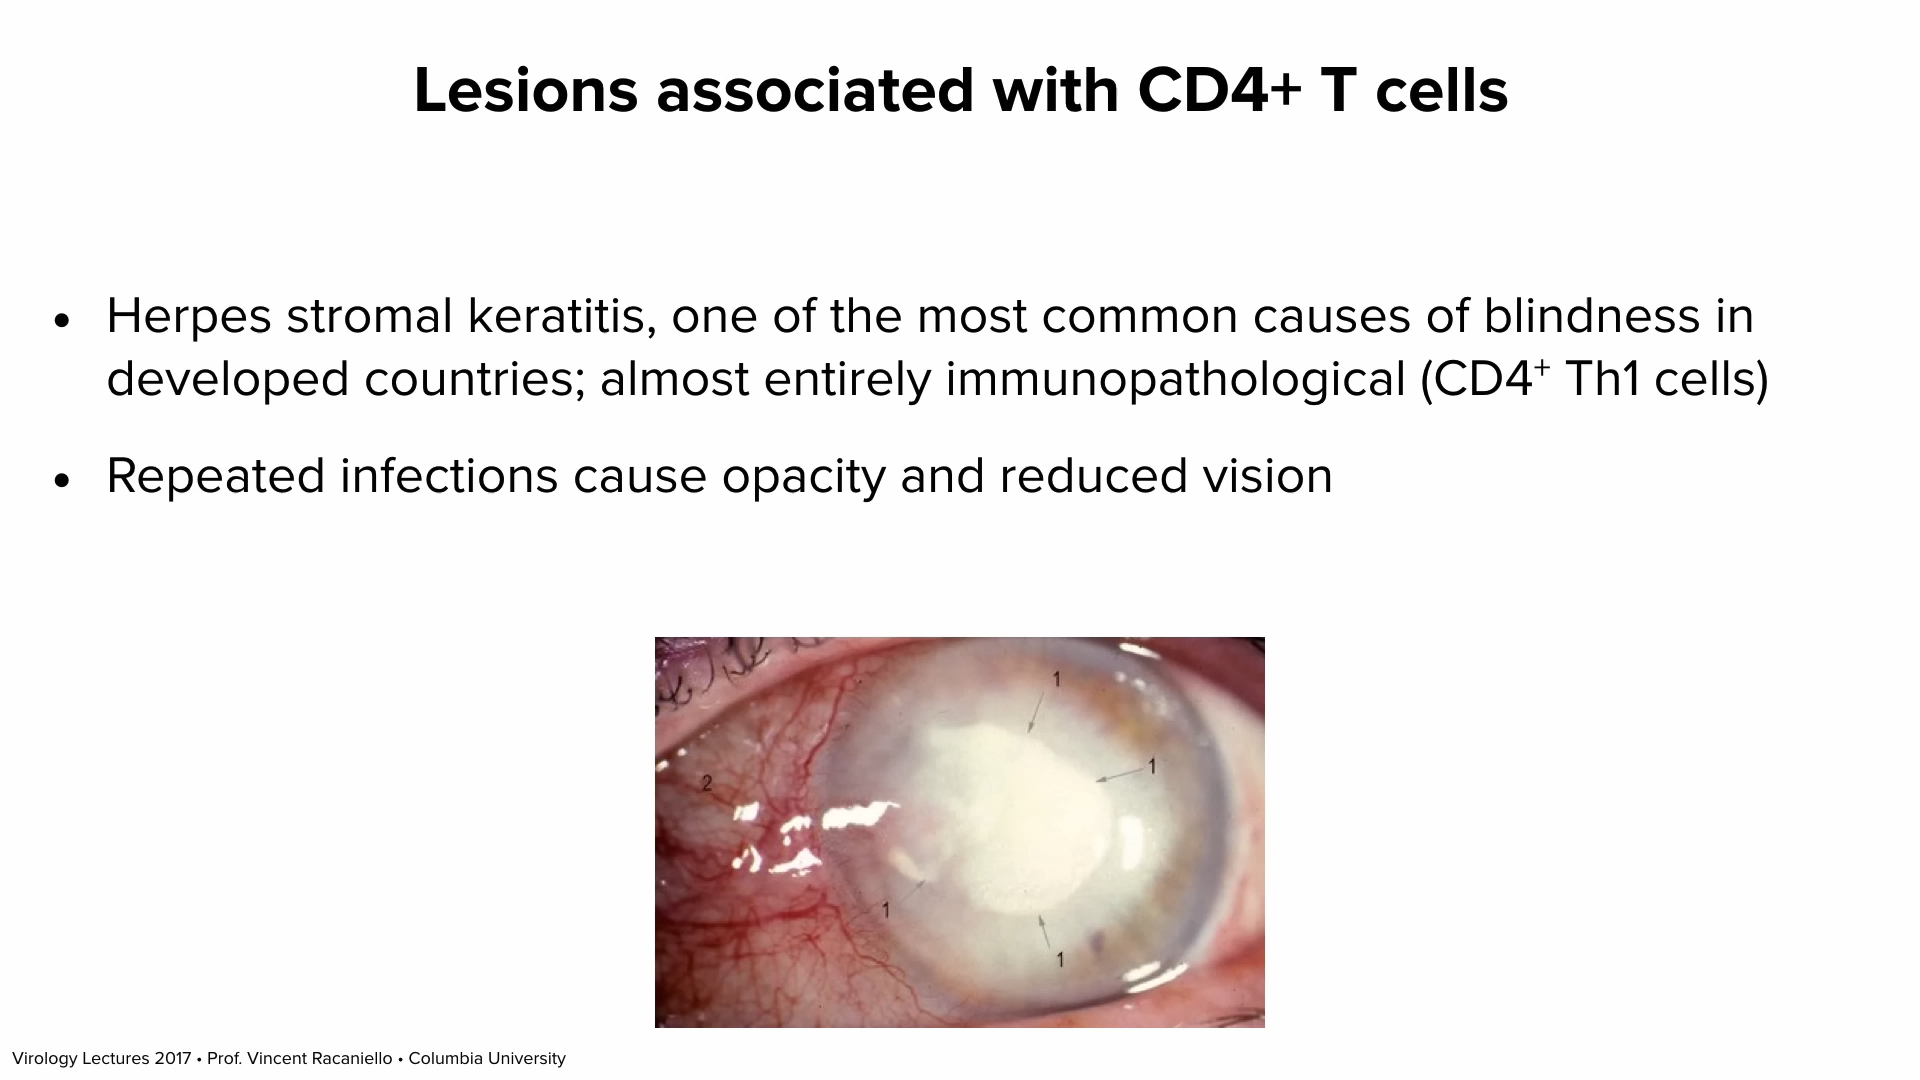 Lesions associated with CD4+ T cells
• Herpes stromal keratitis, one of the most common causes of blindness in
developed countries; almost entirely immunopathological (CD4⁺ Th1 cells)
• Repeated infections cause opacity and reduced vision
1
1
2
1
1
Virology Lectures 2017 • Prof. Vincent Racaniello • Columbia University